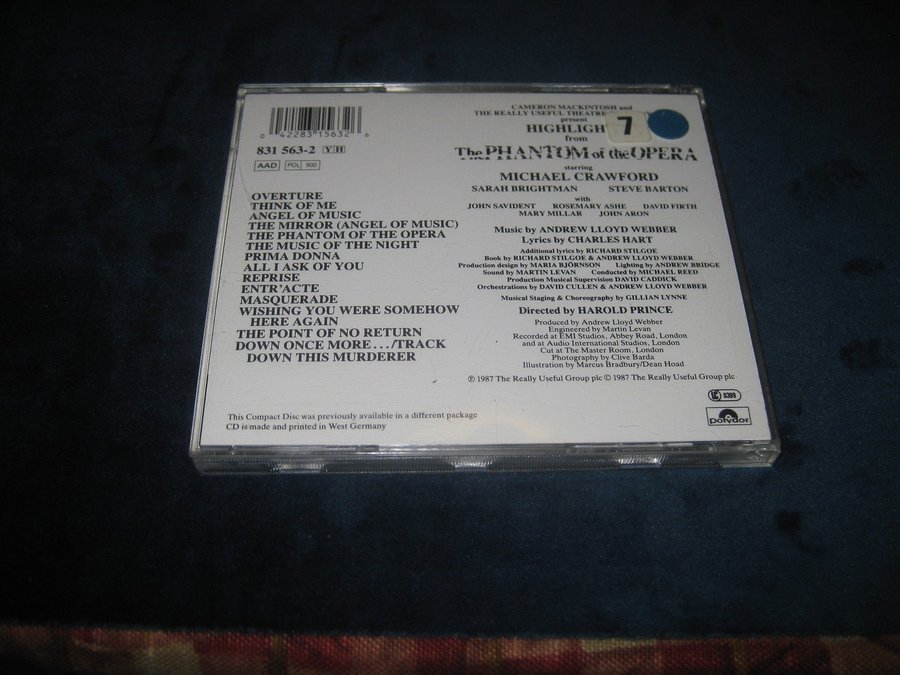 0 42283 15632 6
831 563-2 Y H
AAD POL 900
OVERTURE
THINK OF ME
ANGEL OF MUSIC
THE MIRROR (ANGEL OF MUSIC)
THE PHANTOM OF THE OPERA
THE MUSIC OF THE NIGHT
PRIMA DONNA
ALL I ASK OF YOU
REPRISE
ENTR'ACTE
MASQUERADE
WISHING YOU WERE SOMEHOW
HERE AGAIN
THE POINT OF NO RETURN
DOWN ONCE MORE.../TRACK
DOWN THIS MURDERER
This Compact Disc was previously available in a different package
CD is made and printed in West Germany
CAMERON MACKINTOSH and
THE REALLY USEFUL THEATRE
present
HIGHLIGH 7
from
The PHANTOM of the OPERA
starring
MICHAEL CRAWFORD
SARAH BRIGHTMAN STEVE BARTON
with
JOHN SAVIDENT ROSEMARY ASHE DAVID FIRTH
MARY MILLAR JOHN ARON
Music by ANDREW LLOYD WEBBER
Lyrics by CHARLES HART
Additional lyrics by RICHARD STILGOE
Book by RICHARD STILGOE & ANDREW LLOYD WEBBER
Production design by MARIA BJÖRNSON Lighting by ANDREW BRIDGE
Sound by MARTIN LEVAN Conducted by MICHAEL REED
Production Musical Supervision DAVID CADDICK
Orchestrations by DAVID CULLEN & ANDREW LLOYD WEBBER
Musical Staging & Choreography by GILLIAN LYNNE
Directed by HAROLD PRINCE
Produced by Andrew Lloyd Webber
Engineered by Martin Levan
Recorded at EMI Studios, Abbey Road, London
and at Audio International Studios, London
Cut at The Master Room, London
Photography by Clive Barda
Illustration by Marcus Bradbury/Dean Hoad
℗ 1987 The Really Useful Group plc © 1987 The Really Useful Group plc
LC 0309
polydor